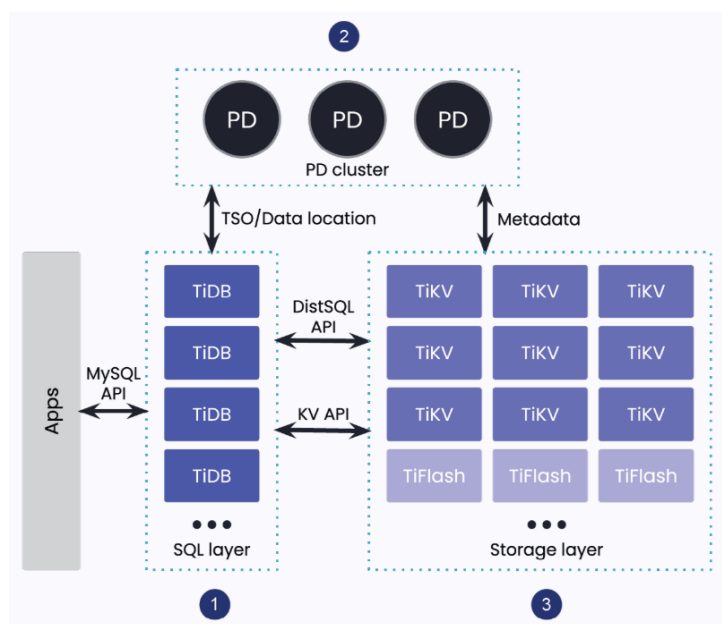 2
PD PD PD
PD cluster
TSO/Data location
Metadata
Apps
MySQL
API
TiDB
TiDB
TiDB
TiDB
•••
SQL layer
DistSQL
API
KV API
TiKV TiKV TiKV
TiKV TiKV TiKV
TiKV TiKV TiKV
TiFlash TiFlash TiFlash
•••
Storage layer
1
3